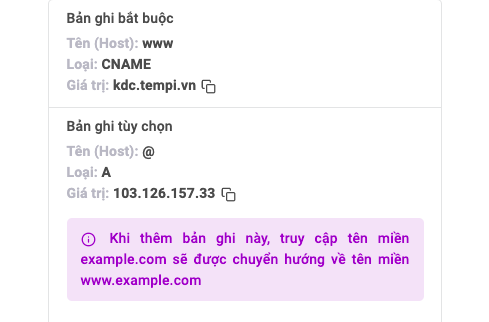 Bản ghi bắt buộc
Tên (Host): www
Loại: CNAME
Giá trị: kdc.tempi.vn
Bản ghi tùy chọn
Tên (Host): @
Loại: A
Giá trị: 103.126.157.33
Khi thêm bản ghi này, truy cập tên miền
example.com sẽ được chuyển hướng về tên miền
www.example.com